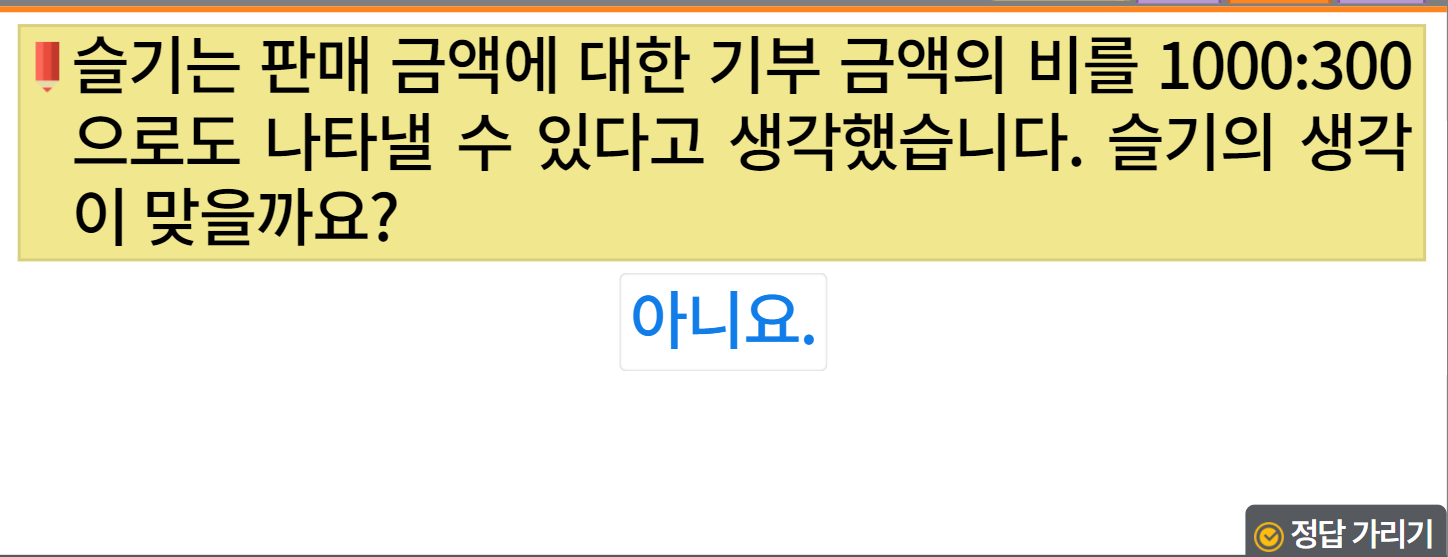 슬기는 판매 금액에 대한 기부 금액의 비를 1000:300
으로도 나타낼 수 있다고 생각했습니다. 슬기의 생각
이 맞을까요?
아니요.
정답 가리기